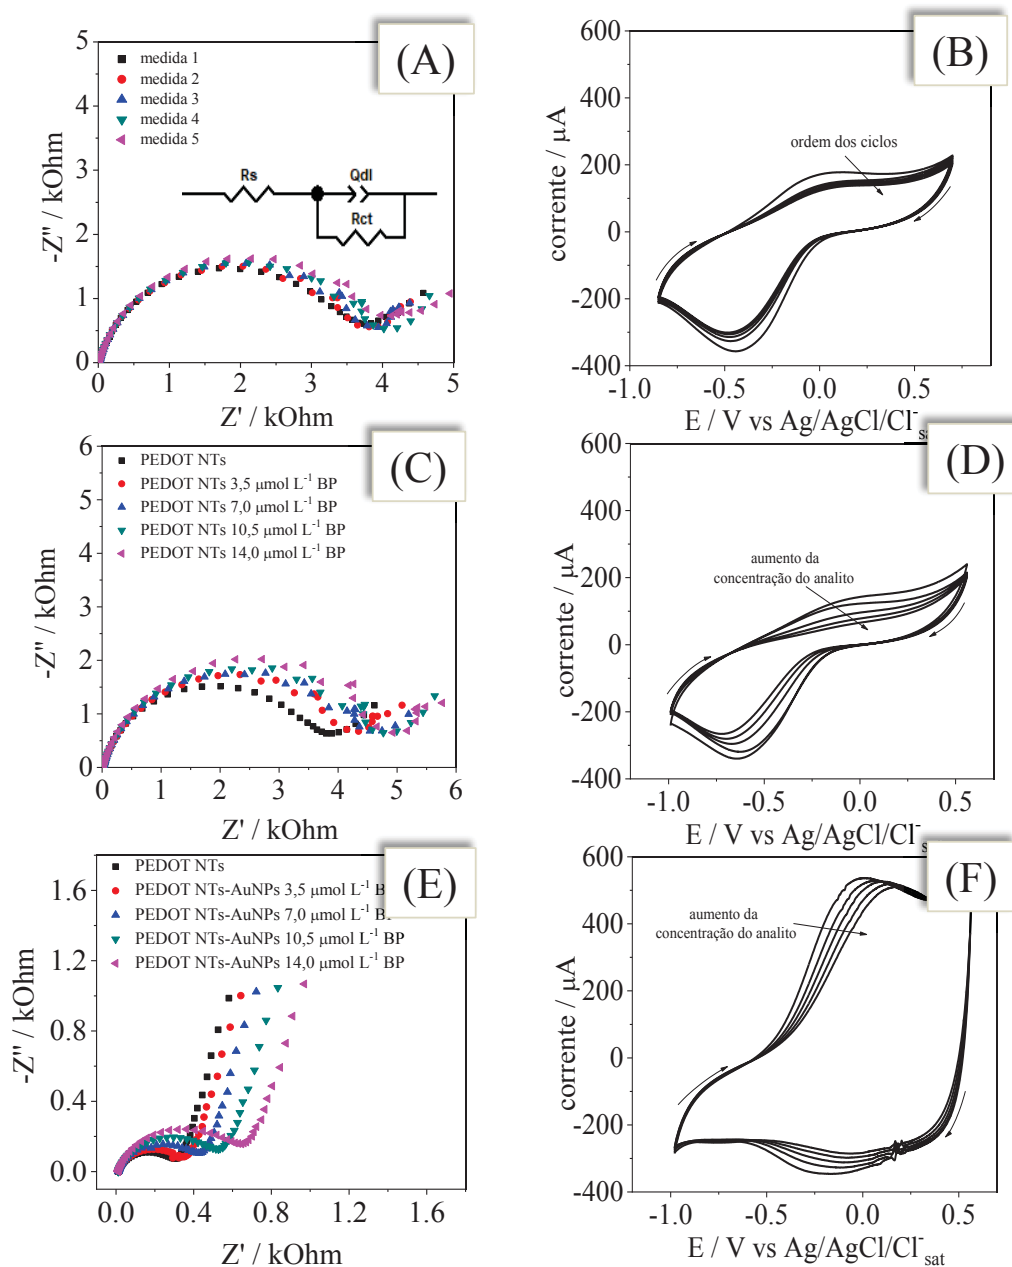 (A)
5
4
3
2
1
0
-Z" / kOhm
medida 1
medida 2
medida 3
medida 4
medida 5
Rs
Qdl
Rct
0 1 2 3 4 5
Z' / kOhm
(B)
600
400
200
0
-200
-400
corrente / µA
ordem dos ciclos
-1.0 -0.5 0.0 0.5
E / V vs Ag/AgCl/Cl⁻
(C)
6
5
4
3
2
1
0
-Z" / kOhm
PEDOT NTs
PEDOT NTs 3,5 µmol L⁻¹ BP
PEDOT NTs 7,0 µmol L⁻¹ BP
PEDOT NTs 10,5 µmol L⁻¹ BP
PEDOT NTs 14,0 µmol L⁻¹ BP
0 1 2 3 4 5 6
Z' / kOhm
(D)
600
400
200
0
-200
-400
corrente / µA
aumento da
concentração do analito
-1.0 -0.5 0.0 0.5
E / V vs Ag/AgCl/Cl⁻
(E)
1.6
1.2
0.8
0.4
0.0
-Z" / kOhm
PEDOT NTs
PEDOT NTs-AuNPs 3,5 µmol L⁻¹ B
PEDOT NTs-AuNPs 7,0 µmol L⁻¹ BP
PEDOT NTs-AuNPs 10,5 µmol L⁻¹ BP
PEDOT NTs-AuNPs 14,0 µmol L⁻¹ BP
0.0 0.4 0.8 1.2 1.6
Z' / kOhm
(F)
600
400
200
0
-200
-400
corrente / µA
aumento da
concentração do analito
-1.0 -0.5 0.0 0.5
E / V vs Ag/AgCl/Cl⁻sat